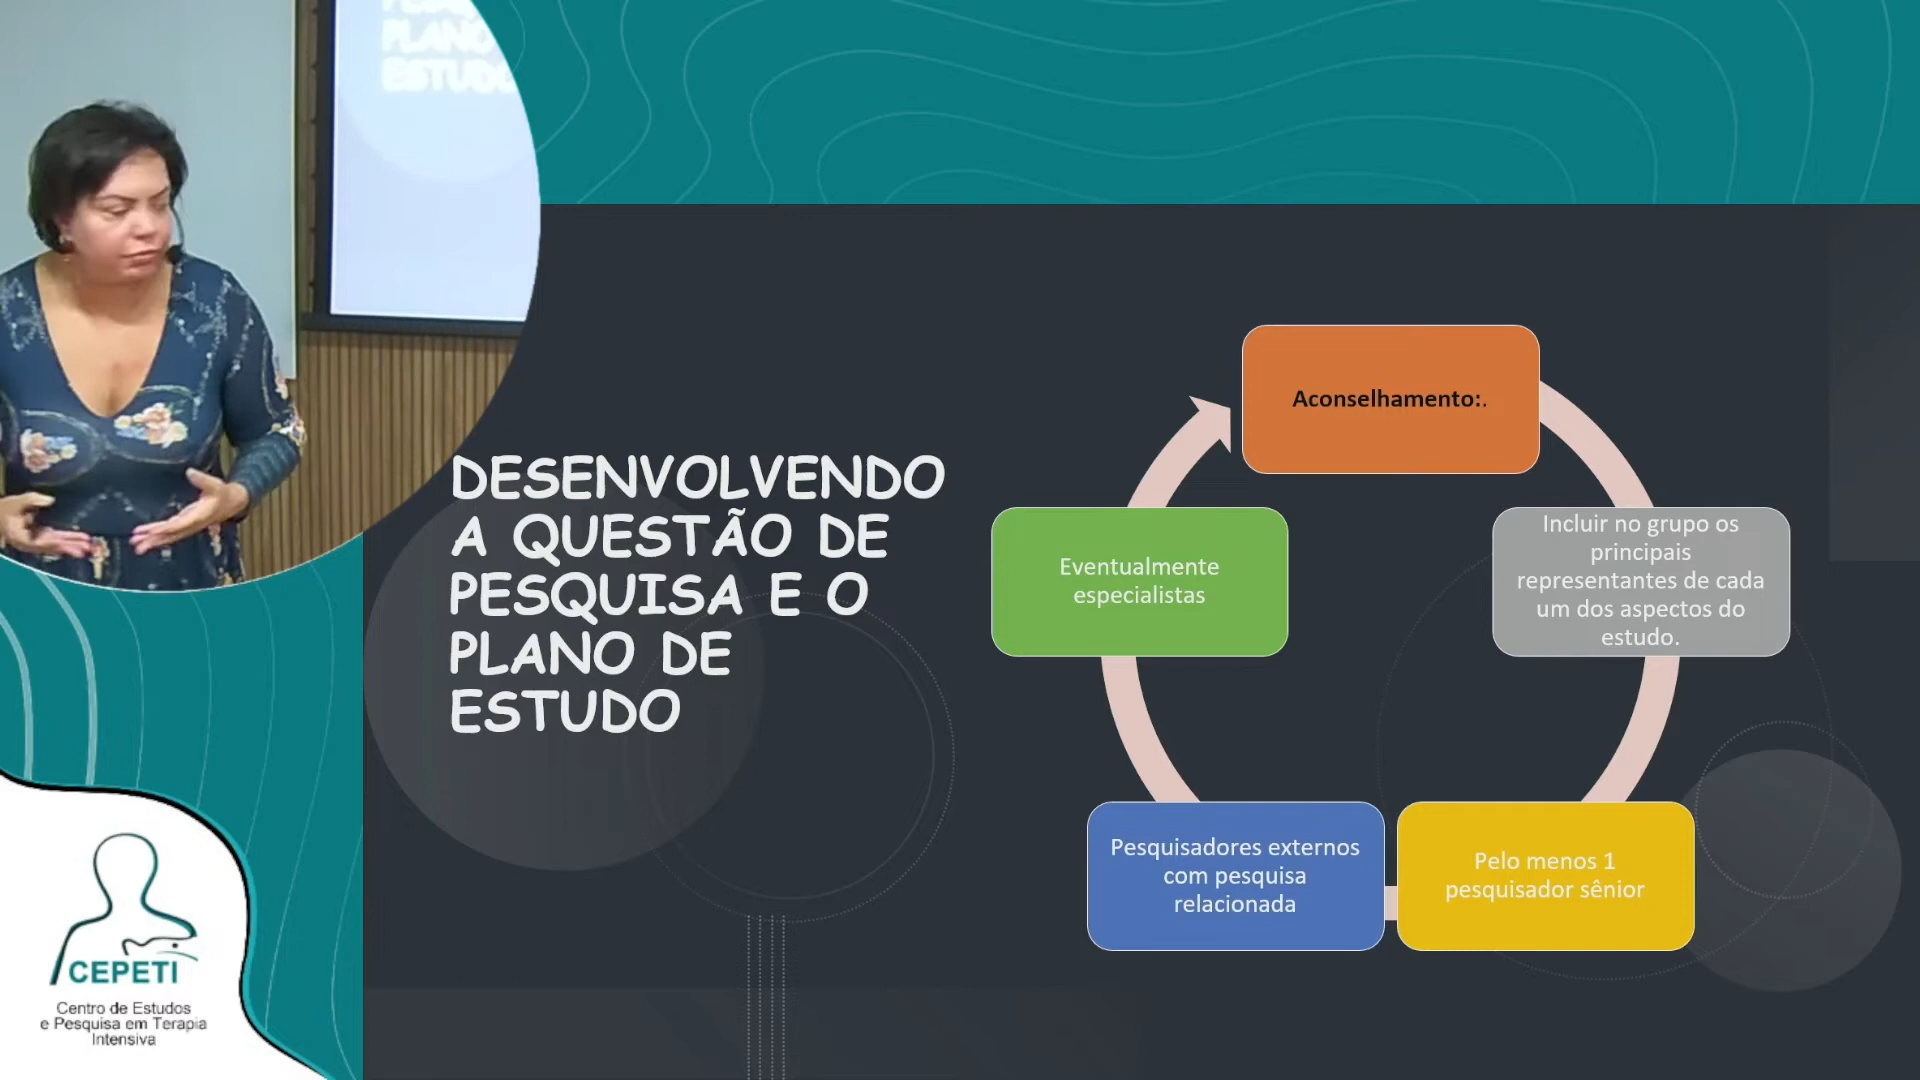 PLANO
ESTUDO
DESENVOLVENDO
A QUESTÃO DE
PESQUISA E O
PLANO DE
ESTUDO
Aconselhamento:.
Incluir no grupo os
principais
representantes de cada
um dos aspectos do
estudo.
Pelo menos 1
pesquisador sênior
Pesquisadores externos
com pesquisa
relacionada
Eventualmente
especialistas
CEPETI
Centro de Estudos
e Pesquisa em Terapia
Intensiva